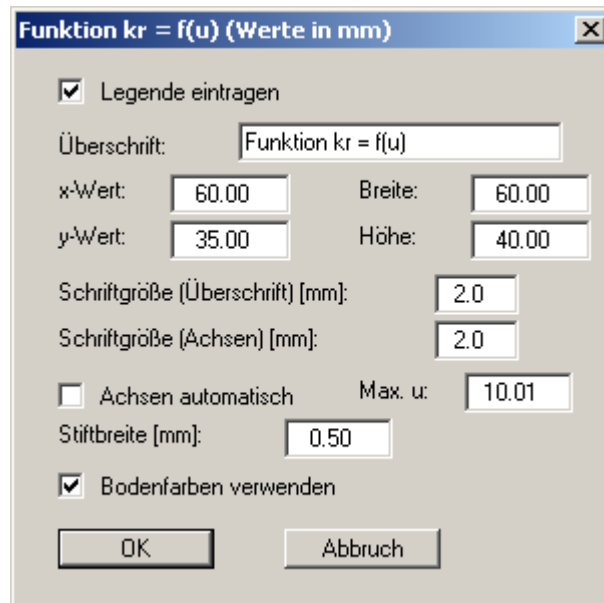 Funktion kr = f(u) (Werte in mm)
Legende eintragen
Überschrift: Funktion kr = f(u)
x-Wert: 60.00 Breite: 60.00
y-Wert: 35.00 Höhe: 40.00
Schriftgröße (Überschrift) [mm]: 2.0
Schriftgröße (Achsen) [mm]: 2.0
Achsen automatisch Max. u: 10.01
Stiftbreite [mm]: 0.50
Bodenfarben verwenden
OK Abbruch